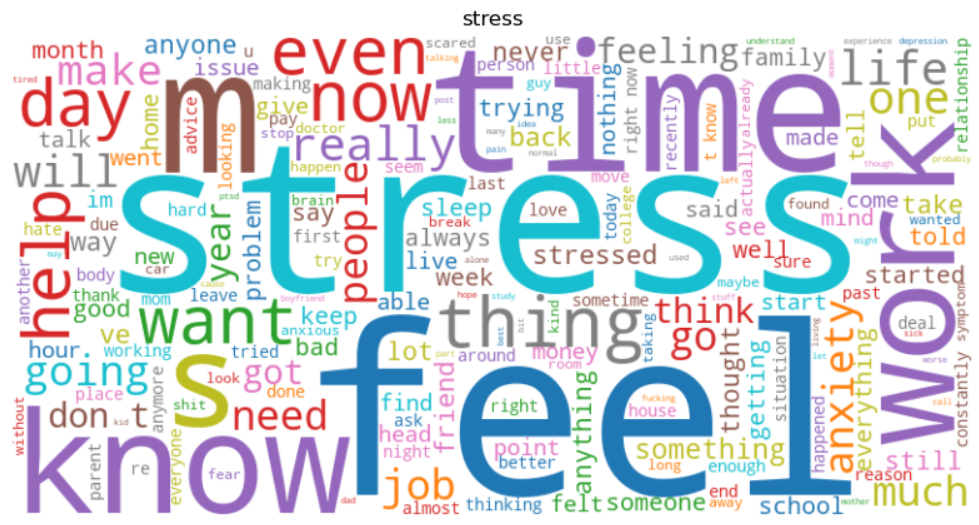 stress
month
anyone
u
even
scared
use
never
understand
experience
depression
tired
make
issue
making
talking
person
little
feeling
family
life
day
m
now
time
guy
moment
one
relationship
home
advice
give
pay
stop
doctor
post
less
trying
nothing
right now
recently
t know
actually
already
made
tell
put
talk
went
looking
really
many
idea
back
pain
normal
though
probably
will
im
ptsd
happen
seem
last
move
left
work
hate
due
hard
stress
brain
people
sleep
love
today
college
said
see
found
mind
come
take
wanted
help
may
way
year
problem
say
first
break
always
stressed
well
sure
told
new
car
try
live
alone
week
used
might
another
body
cause
maybe
started
thank
good
mom
leave
boyfriend
able
hope
study
sometime
stuff
start
past
want
keep
thing
kind
taking
think
go
thought
deal
symptom
ve
anxious
bad
best
bit
living
let
sick
hour
working
tried
lot
part
around
money
room
getting
situation
anxiety
everything
worse
constantly
going
s
look
got
feel
place
done
find
friend
right
anything
fucking
house
call
without
don t
kid
anymore
shit
need
ask
head
night
point
something
happened
still
know
parent
re
everyone
fear
job
better
long
enough
reason
much
dad
almost
thinking
felt
someone
end
away
school
mother